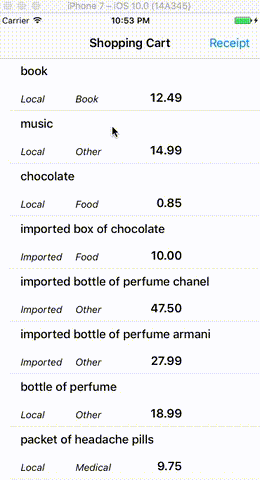 iPhone 7 – iOS 10.0 (14A345)
Carrier 10:53 PM
Shopping Cart Receipt
book
Local Book 12.49
music
Local Other 14.99
chocolate
Local Food 0.85
imported box of chocolate
Imported Food 10.00
imported bottle of perfume chanel
Imported Other 47.50
imported bottle of perfume armani
Imported Other 27.99
bottle of perfume
Local Other 18.99
packet of headache pills
Local Medical 9.75